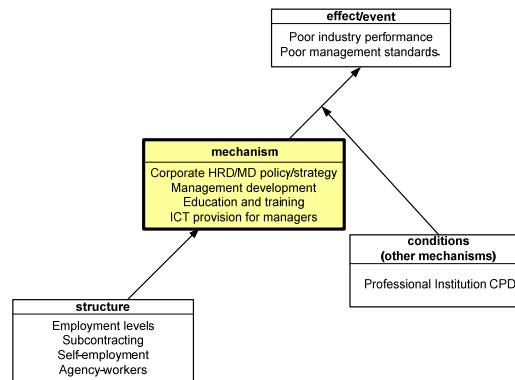 effect/event
Poor industry performance
Poor management standards.
mechanism
Corporate HRD/MD policy/strategy
Management development
Education and training
ICT provision for managers
conditions
(other mechanisms)
Professional Institution CPD
structure
Employment levels
Subcontracting
Self-employment
Agency-workers